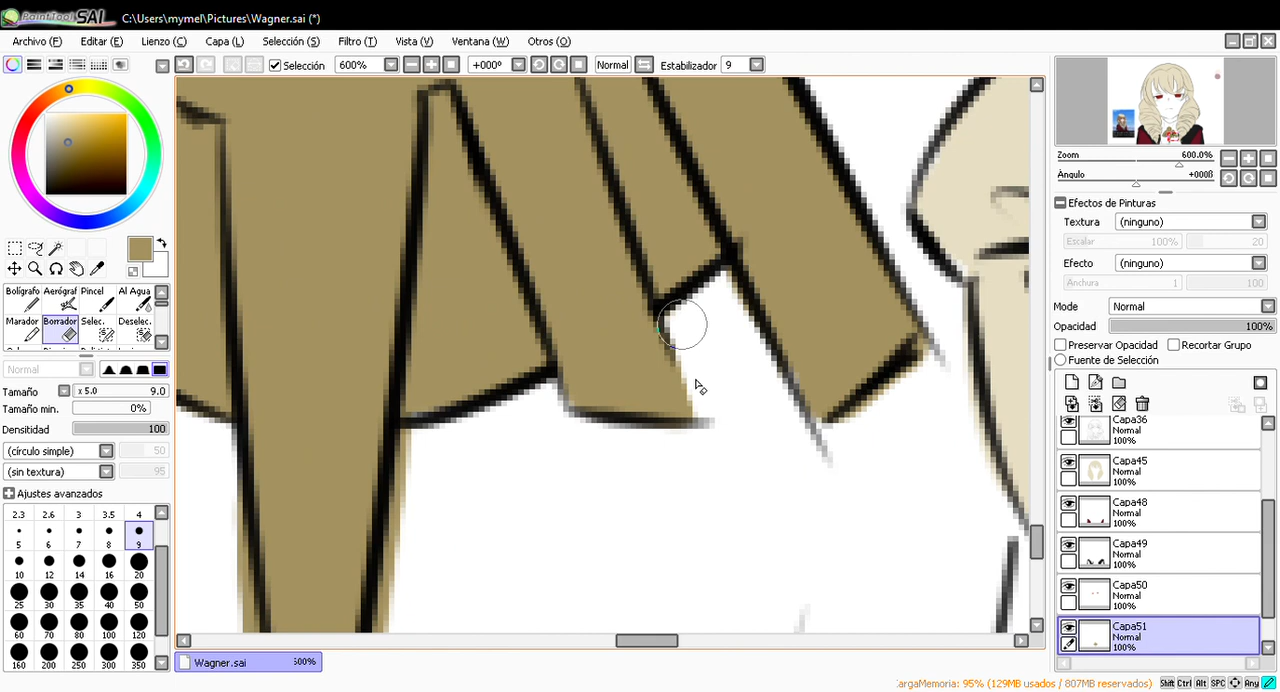 PaintTool SAI C:\Users\mymel\Pictures\Wagner.sai (*)
Archivo (F) Editar (E) Lienzo (C) Capa (L) Selección (S) Filtro (T) Vista (V) Ventana (W) Otros (O)
Selección 600% +000º Normal Estabilizador 9
Zoom 600.0%
Ángulo +000ß
Efectos de Pinturas
Textura (ninguno)
Escalar 100% 20
Efecto (ninguno)
Anchura 1 100
Mode Normal
Opacidad 100%
Preservar Opacidad Recortar Grupo
Fuente de Selección
Bolígrafo Aerógraf Pincel Al Agua
Marador Borrador Selec. Deselec.
Normal
Tamaño x 5.0 9.0
Tamaño min. 0%
Densitidad 100
(círculo simple) 50
(sin textura) 95
Ajustes avanzados
2.3 2.6 3 3.5 4
5 6 7 8 9
10 12 14 16 20
25 30 35 40 50
60 70 80 100 120
160 200 250 300 350
Capa36
Normal
100%
Capa45
Normal
100%
Capa48
Normal
100%
Capa49
Normal
100%
Capa50
Normal
100%
Capa51
Normal
100%
Wagner.sai 600%
CargaMemoria: 95% (129MB usados / 807MB reservados) Shift Ctrl Alt SPC Any